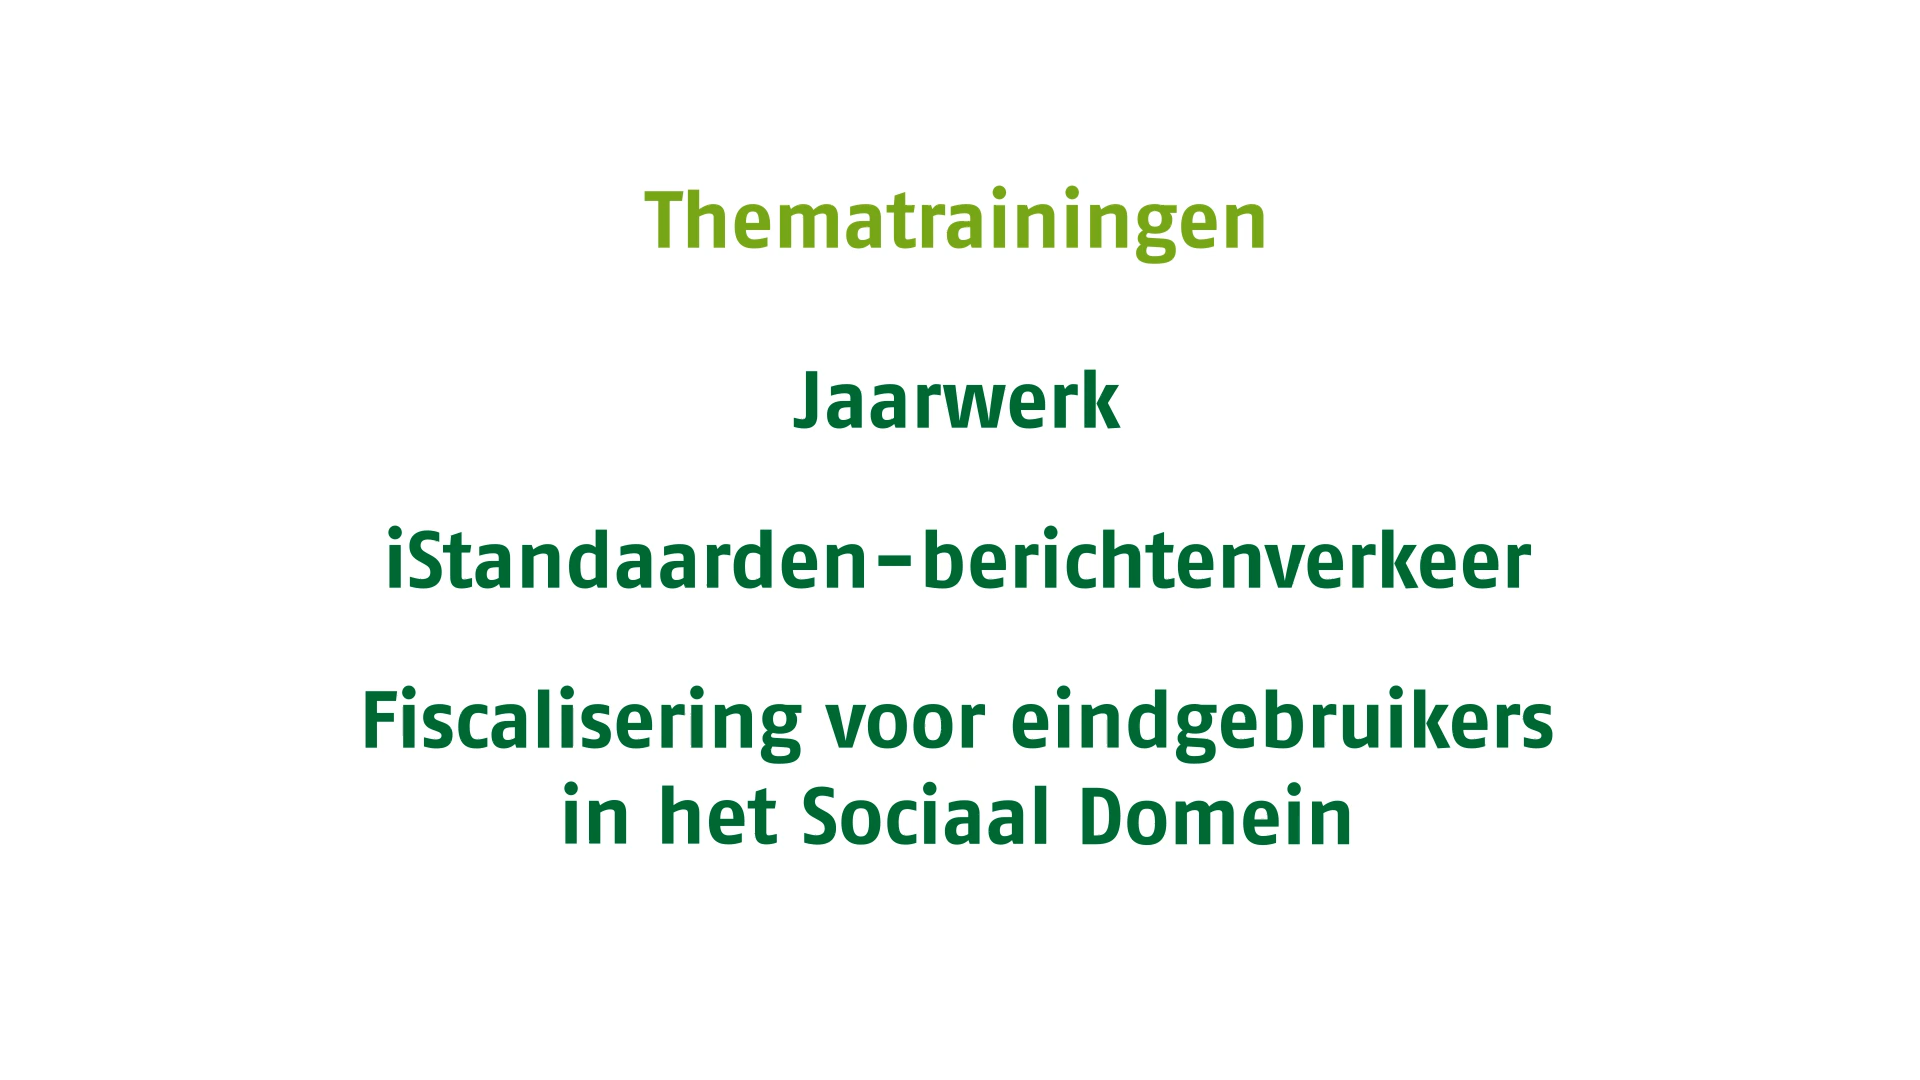 Thematrainingen
Jaarwerk
iStandaarden-berichtenverkeer
Fiscalisering voor eindgebruikers
in het Sociaal Domein